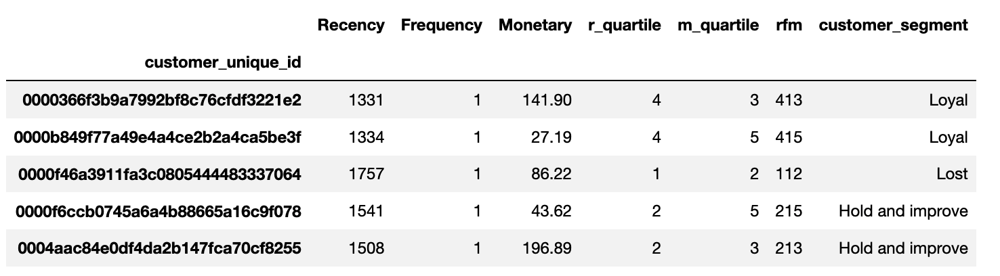 Recency Frequency Monetary r_quartile m_quartile rfm customer_segment
customer_unique_id
0000366f3b9a7992bf8c76cfdf3221e2 1331 1 141.90 4 3 413 Loyal
0000b849f77a49e4a4ce2b2a4ca5be3f 1334 1 27.19 4 5 415 Loyal
0000f46a3911fa3c0805444483337064 1757 1 86.22 1 2 112 Lost
0000f6ccb0745a6a4b88665a16c9f078 1541 1 43.62 2 5 215 Hold and improve
0004aac84e0df4da2b147fca70cf8255 1508 1 196.89 2 3 213 Hold and improve